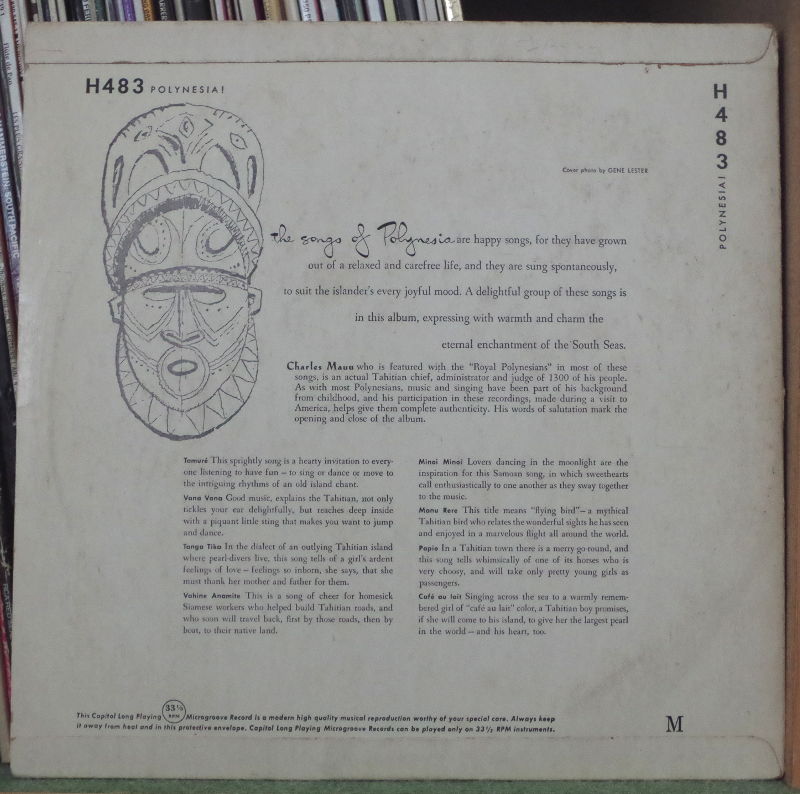 H483 POLYNESIA!
H483 POLYNESIA!
Cover photo by GENE LESTER
the songs of Polynesia are happy songs, for they have grown
out of a relaxed and carefree life, and they are sung spontaneously,
to suit the islander's every joyful mood. A delightful group of these songs is
in this album, expressing with warmth and charm the
eternal enchantment of the South Seas.
Charles Mauu who is featured with the "Royal Polynesians" in most of these
songs, is an actual Tahitian chief, administrator and judge of 1300 of his people.
As with most Polynesians, music and singing have been part of his background
from childhood, and his participation in these recordings, made during a visit to
America, helps give them complete authenticity. His words of salutation mark the
opening and close of the album.
Tamuré This sprightly song is a hearty invitation to every-
one listening to have fun – to sing or dance or move to
the intriguing rhythms of an old island chant.
Vana Vana Good music, explains the Tahitian, not only
tickles your ear delightfully, but reaches deep inside
with a piquant little sting that makes you want to jump
and dance.
Tanga Tika In the dialect of an outlying Tahitian island
where pearl-divers live, this song tells of a girl's ardent
feelings of love – feelings so inborn, she says, that she
must thank her mother and father for them.
Vahine Anamite This is a song of cheer for homesick
Siamese workers who helped build Tahitian roads, and
who soon will travel back, first by those roads, then by
boat, to their native land.
Minoi Minoi Lovers dancing in the moonlight are the
inspiration for this Samoan song, in which sweethearts
call enthusiastically to one another as they sway together
to the music.
Manu Rere This title means "flying bird" – a mythical
Tahitian bird who relates the wonderful sights he has seen
and enjoyed in a marvelous flight all around the world.
Popio In a Tahitian town there is a merry-go-round, and
this song tells whimsically of one of its horses who is
very choosy, and will take only pretty young girls as
passengers.
Café au lait Singing across the sea to a warmly remem-
bered girl of "café au lait" color, a Tahitian boy promises,
if she will come to his island, to give her the largest pearl
in the world – and his heart, too.
This Capitol Long Playing 33⅓ RPM Microgroove Record is a modern high quality musical reproduction worthy of your special care. Always keep
it away from heat and in this protective envelope. Capitol Long Playing Microgroove Records can be played only on 33⅓ RPM instruments.
M
SOUTH PACIFIC